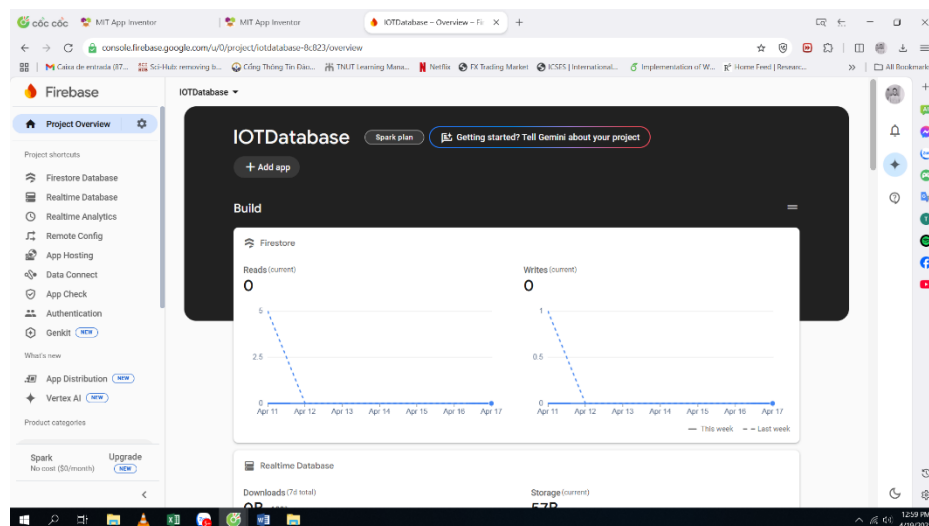 cốc cốc
MIT App Inventor
MIT App Inventor
IOTDatabase – Overview – Fir
console.firebase.google.com/u/0/project/iotdatabase-8c823/overview
M Caixa de entrada (87...
Sci-Hub: removing b...
Cổng Thông Tin Đào...
TNUT Learning Mana...
Netflix
FX Trading Market
ICSES | International...
Implementation of W...
Home Feed | Researc...
All Bookmarks
Firebase
IOTDatabase
Project Overview
Project shortcuts
Firestore Database
Realtime Database
Realtime Analytics
Remote Config
App Hosting
Data Connect
App Check
Authentication
Genkit NEW
What's new
App Distribution NEW
Vertex AI NEW
Product categories
Spark
No cost ($0/month)
Upgrade
NEW
IOTDatabase
Spark plan
Getting started? Tell Gemini about your project
+ Add app
Build
Firestore
Reads (current)
0
5
2.5
0
Apr 11 Apr 12 Apr 13 Apr 14 Apr 15 Apr 16 Apr 17
Writes (current)
0
1
0.5
0
Apr 11 Apr 12 Apr 13 Apr 14 Apr 15 Apr 16 Apr 17
This week Last week
Realtime Database
Downloads (7d total)
0B
Storage (current)
57B
12:59 PM